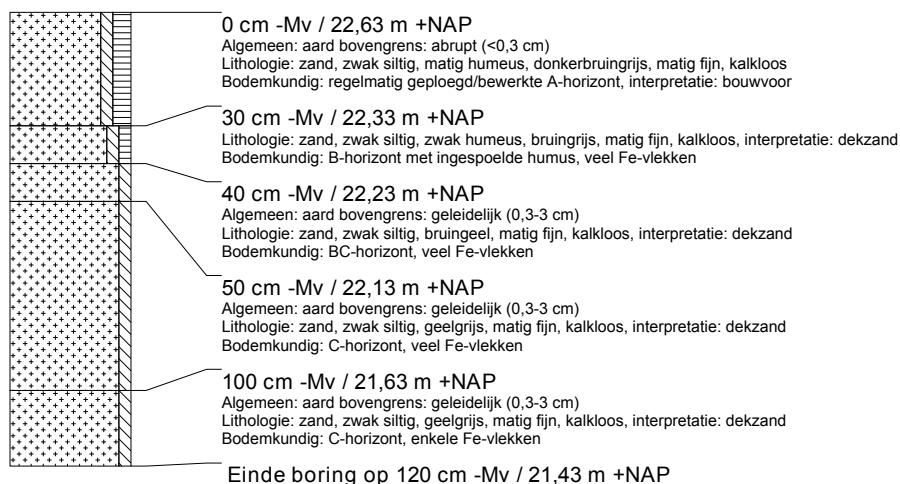 0 cm -Mv / 22,63 m +NAP
Algemeen: aard bovengrens: abrupt (<0,3 cm)
Lithologie: zand, zwak siltig, matig humeus, donkerbruingrijs, matig fijn, kalkloos
Bodemkundig: regelmatig geploegd/bewerkte A-horizont, interpretatie: bouwvoor
30 cm -Mv / 22,33 m +NAP
Lithologie: zand, zwak siltig, zwak humeus, bruingrijs, matig fijn, kalkloos, interpretatie: dekzand
Bodemkundig: B-horizont met ingespoelde humus, veel Fe-vlekken
40 cm -Mv / 22,23 m +NAP
Algemeen: aard bovengrens: geleidelijk (0,3-3 cm)
Lithologie: zand, zwak siltig, bruingeel, matig fijn, kalkloos, interpretatie: dekzand
Bodemkundig: BC-horizont, veel Fe-vlekken
50 cm -Mv / 22,13 m +NAP
Algemeen: aard bovengrens: geleidelijk (0,3-3 cm)
Lithologie: zand, zwak siltig, geelgrijs, matig fijn, kalkloos, interpretatie: dekzand
Bodemkundig: C-horizont, veel Fe-vlekken
100 cm -Mv / 21,63 m +NAP
Algemeen: aard bovengrens: geleidelijk (0,3-3 cm)
Lithologie: zand, zwak siltig, geelgrijs, matig fijn, kalkloos, interpretatie: dekzand
Bodemkundig: C-horizont, enkele Fe-vlekken
Einde boring op 120 cm -Mv / 21,43 m +NAP